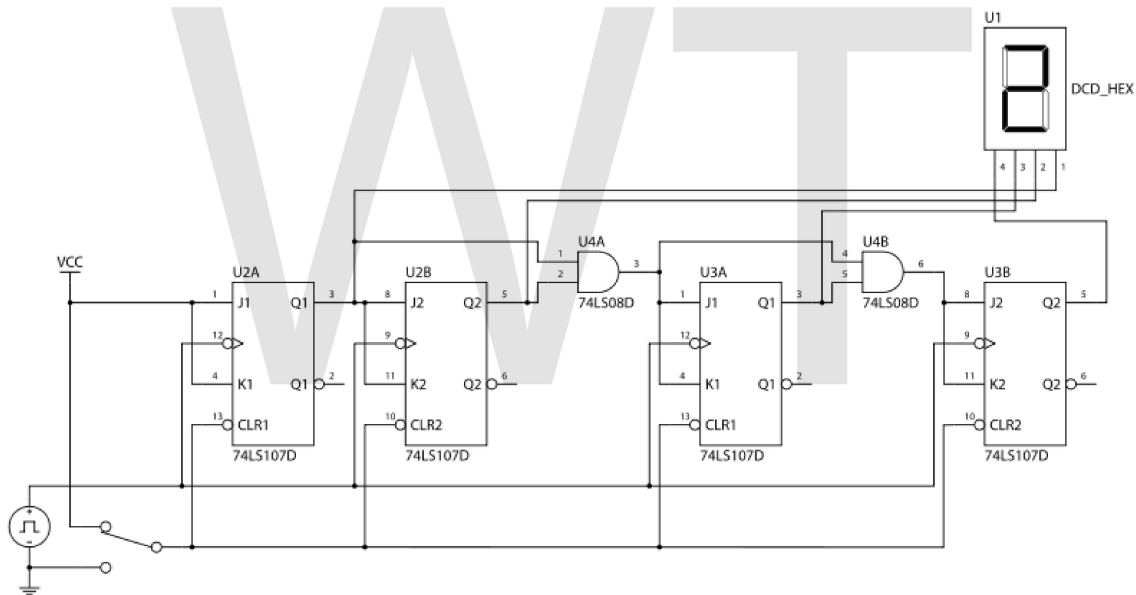 WT
U1
DCD_HEX
4 3 2 1
U4A U4B
1 4
3 6
2 5
VCC U2A U2B 74LS08D U3A 74LS08D U3B
1 J1 Q1 3 8 J2 Q2 5 1 J1 Q1 3 8 J2 Q2 5
12 9 12 9
4 K1 Q1 2 11 K2 Q2 6 4 K1 Q1 2 11 K2 Q2 6
13 CLR1 10 CLR2 13 CLR1 10 CLR2
74LS107D 74LS107D 74LS107D 74LS107D